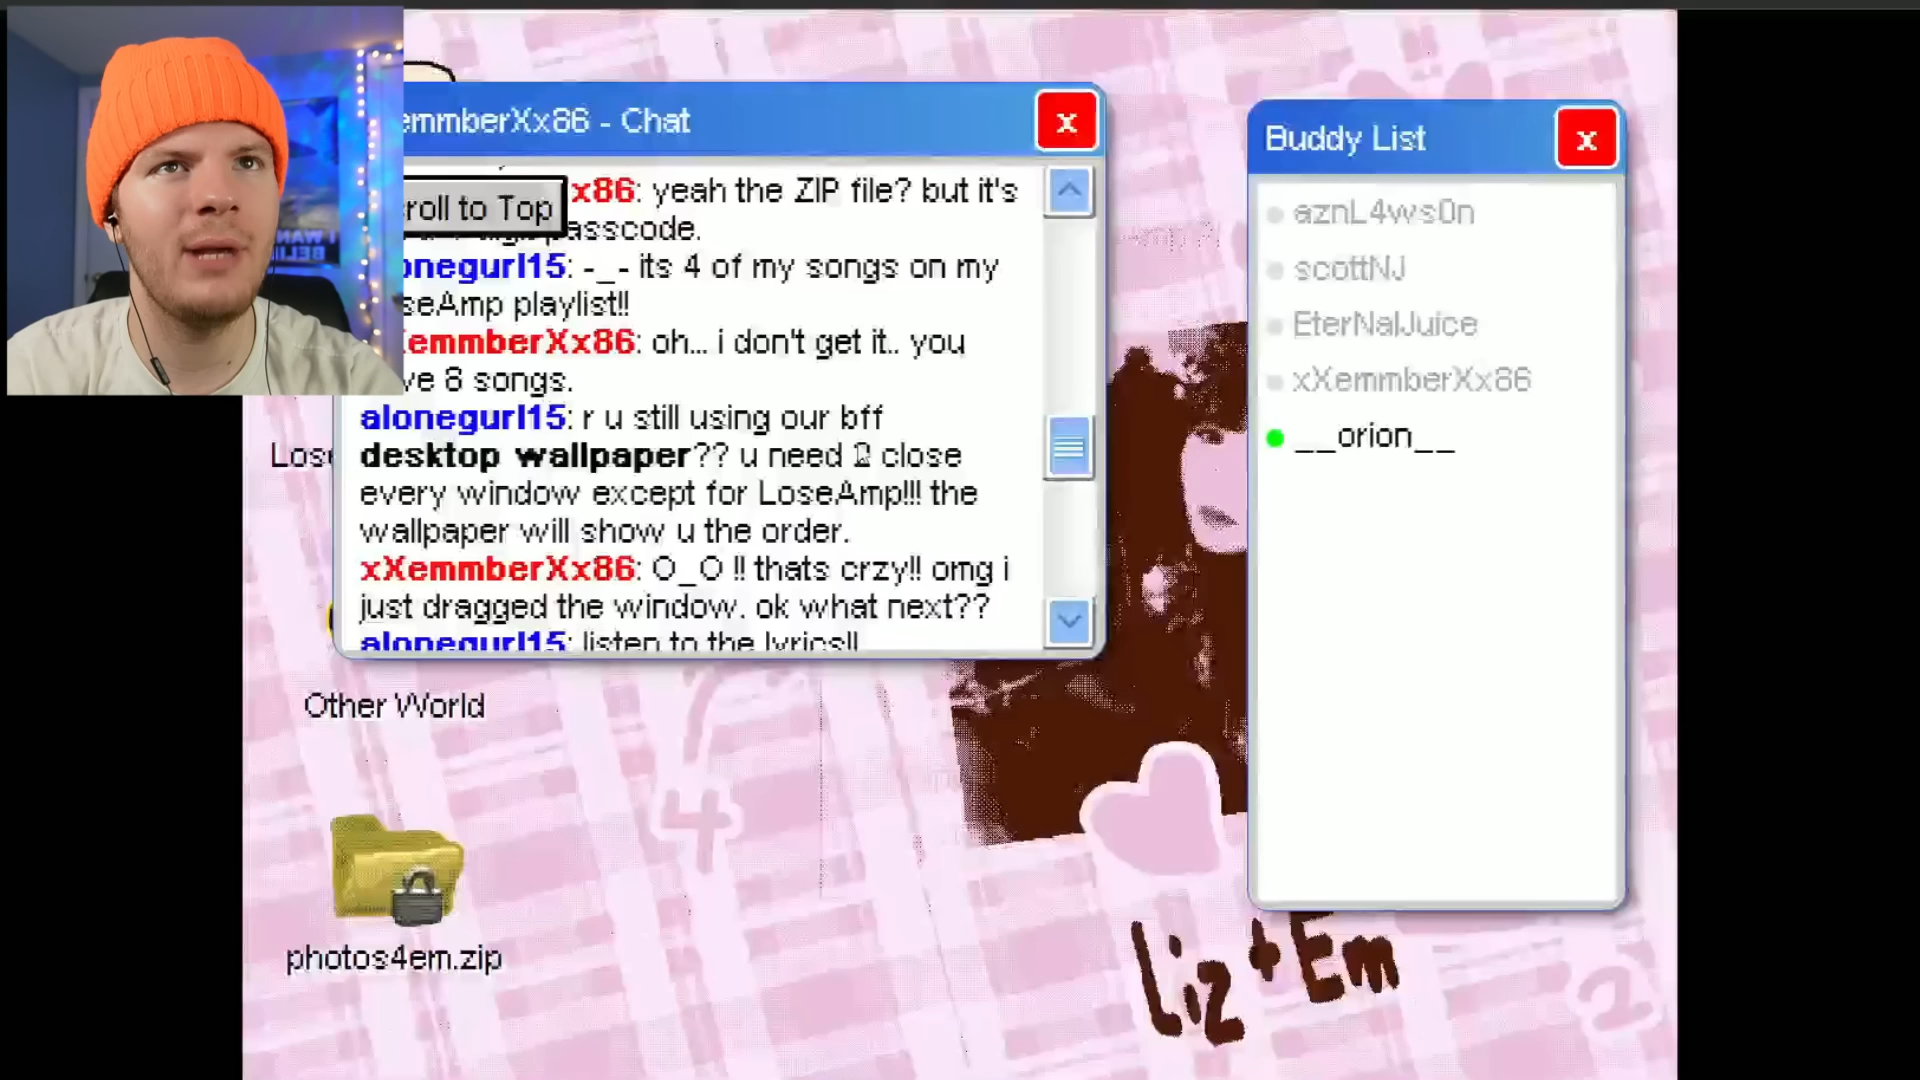 emmberXx86 - Chat
x
roll to Top
x86: yeah the ZIP file? but it's
passcode.
onegurl15: -_- its 4 of my songs on my
seAmp playlist!!
emmberXx86: oh... i don't get it.. you
ve 8 songs.
alonegurl15: r u still using our bff
desktop wallpaper?? u need 2 close
every window except for LoseAmp!!! the
wallpaper will show u the order.
xXemmberXx86: O_O !! thats crzy!! omg i
just dragged the window. ok what next??
alonegurl15: listen to the lyrics!!
Buddy List
x
aznL4ws0n
scottNJ
EterNalJuice
xXemmberXx86
__orion__
Lose
Other World
photos4em.zip
4
Liz + Em
2